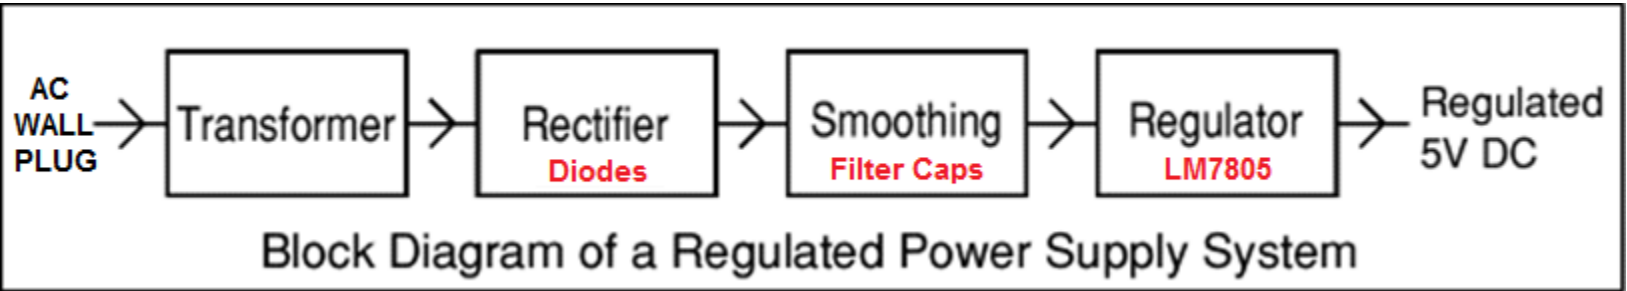 AC
WALL
PLUG
Transformer
Rectifier
Diodes
Smoothing
Filter Caps
Regulator
LM7805
Regulated
5V DC
Block Diagram of a Regulated Power Supply System